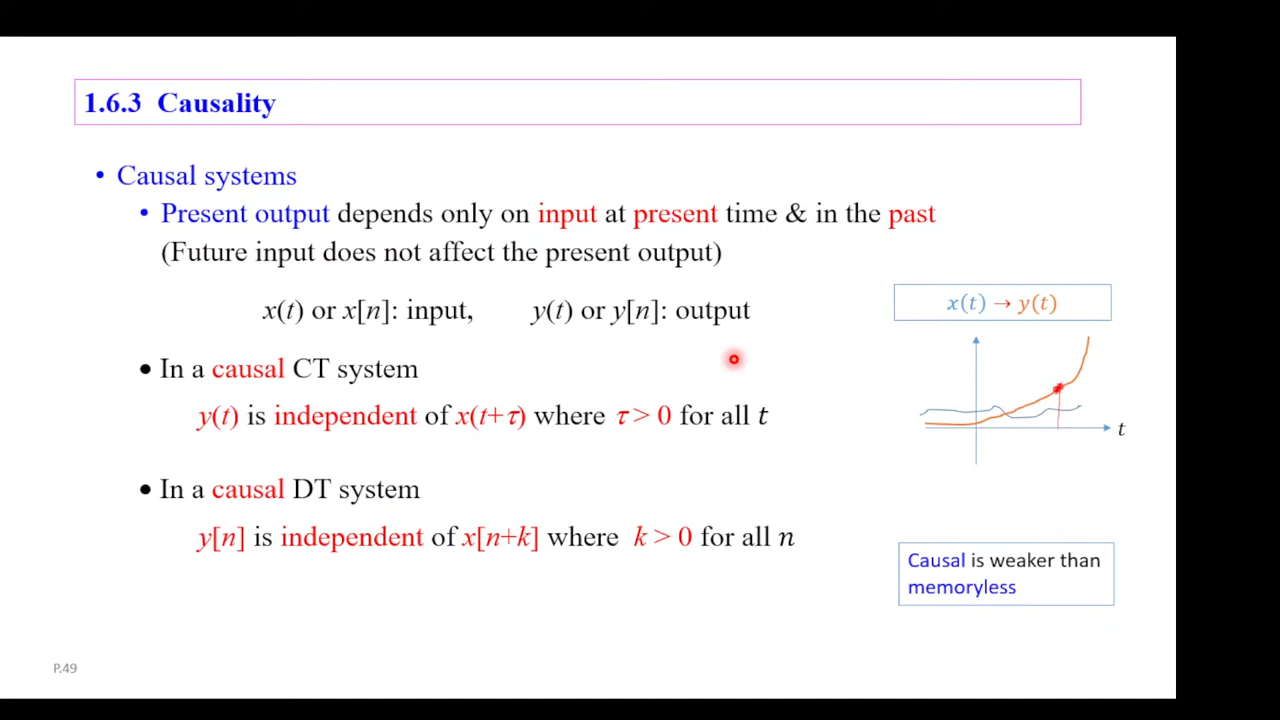 1.6.3 Causality
• Causal systems
• Present output depends only on input at present time & in the past
(Future input does not affect the present output)
x(t) or x[n]: input, y(t) or y[n]: output
• In a causal CT system
y(t) is independent of x(t+τ) where τ > 0 for all t
• In a causal DT system
y[n] is independent of x[n+k] where k > 0 for all n
x(t) → y(t)
t
Causal is weaker than
memoryless
P.49